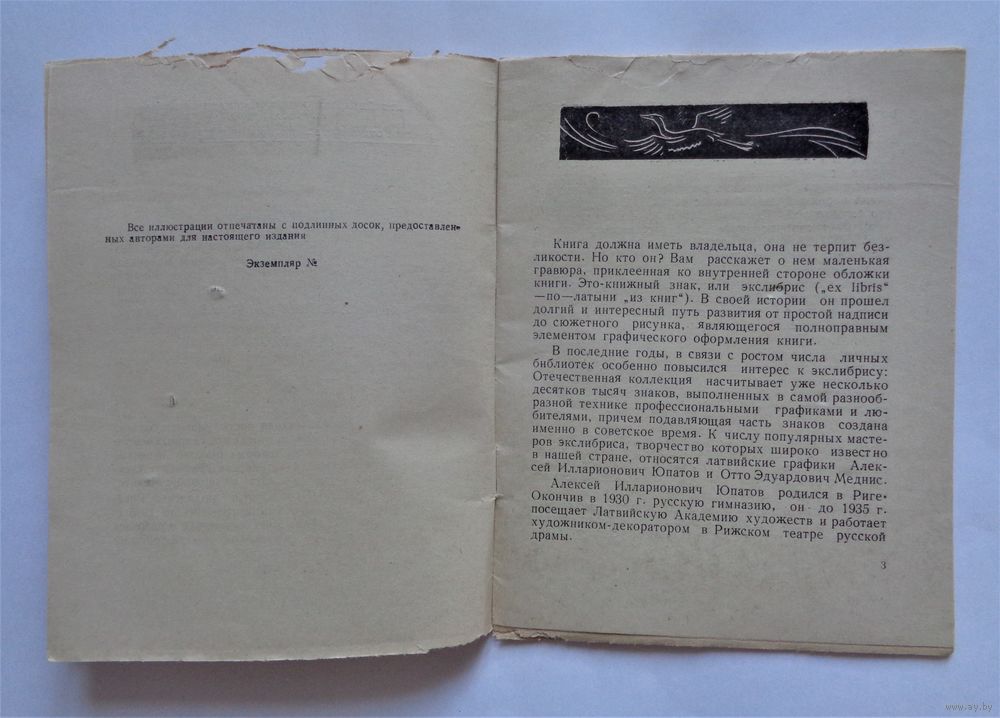 Все иллюстрации отпечатаны с подлинных досок, предоставлен-
ных авторами для настоящего издания
Экземпляр №
Книга должна иметь владельца, она не терпит без-
ликости. Но кто он? Вам расскажет о нем маленькая
гравюра, приклеенная ко внутренней стороне обложки
книги. Это-книжный знак, или экслибрис („ex libris“
—по—латыни „из книг“). В своей истории он прошел
долгий и интересный путь развития от простой надписи
до сюжетного рисунка, являющегося полноправным
элементом графического оформления книги.
В последние годы, в связи с ростом числа личных
библиотек особенно повысился интерес к экслибрису:
Отечественная коллекция насчитывает уже несколько
десятков тысяч знаков, выполненных в самой разнооб-
разной технике профессиональными графиками и лю-
бителями, причем подавляющая часть знаков создана
именно в советское время. К числу популярных масте-
ров экслибриса, творчество которых широко известно
в нашей стране, относятся латвийские графики Алек-
сей Илларионович Юпатов и Отто Эдуардович Меднис.
Алексей Илларионович Юпатов родился в Риге.
Окончив в 1930 г. русскую гимназию, он до 1935 г.
посещает Латвийскую Академию художеств и работает
художником-декоратором в Рижском театре русской
драмы.
3
www.ay.by